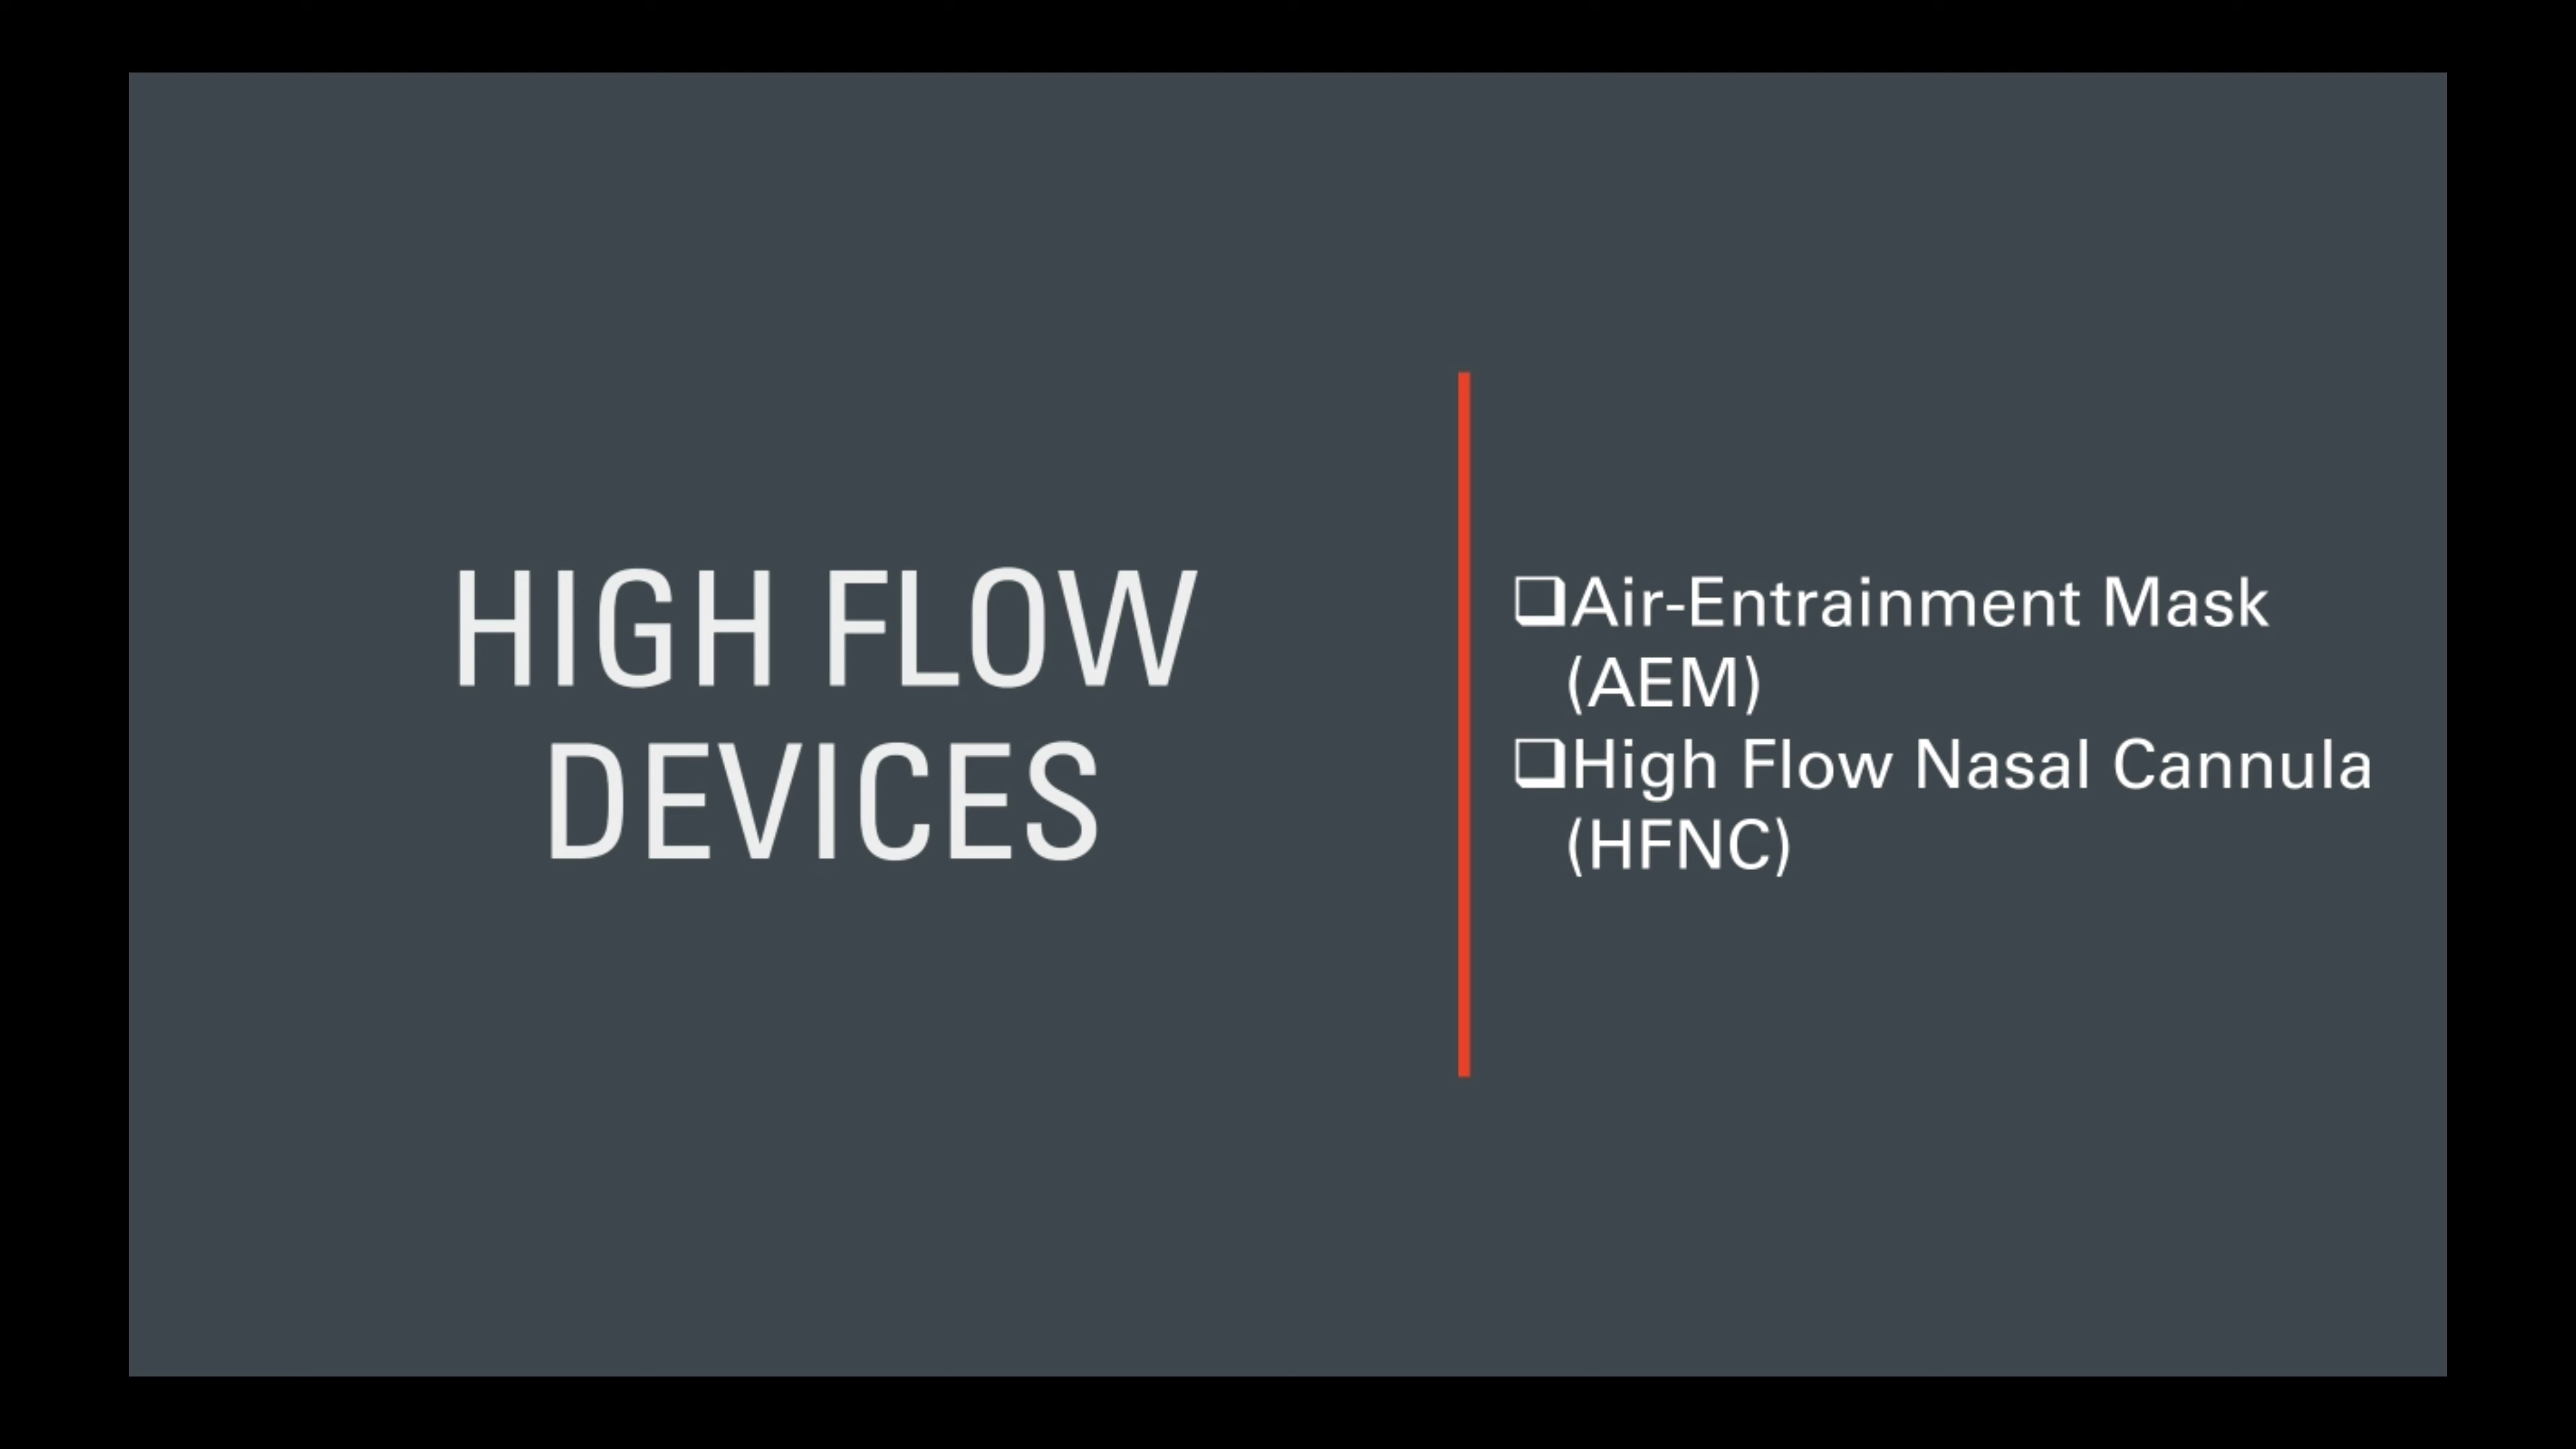 HIGH FLOW
DEVICES
❑Air-Entrainment Mask
(AEM)
❑High Flow Nasal Cannula
(HFNC)